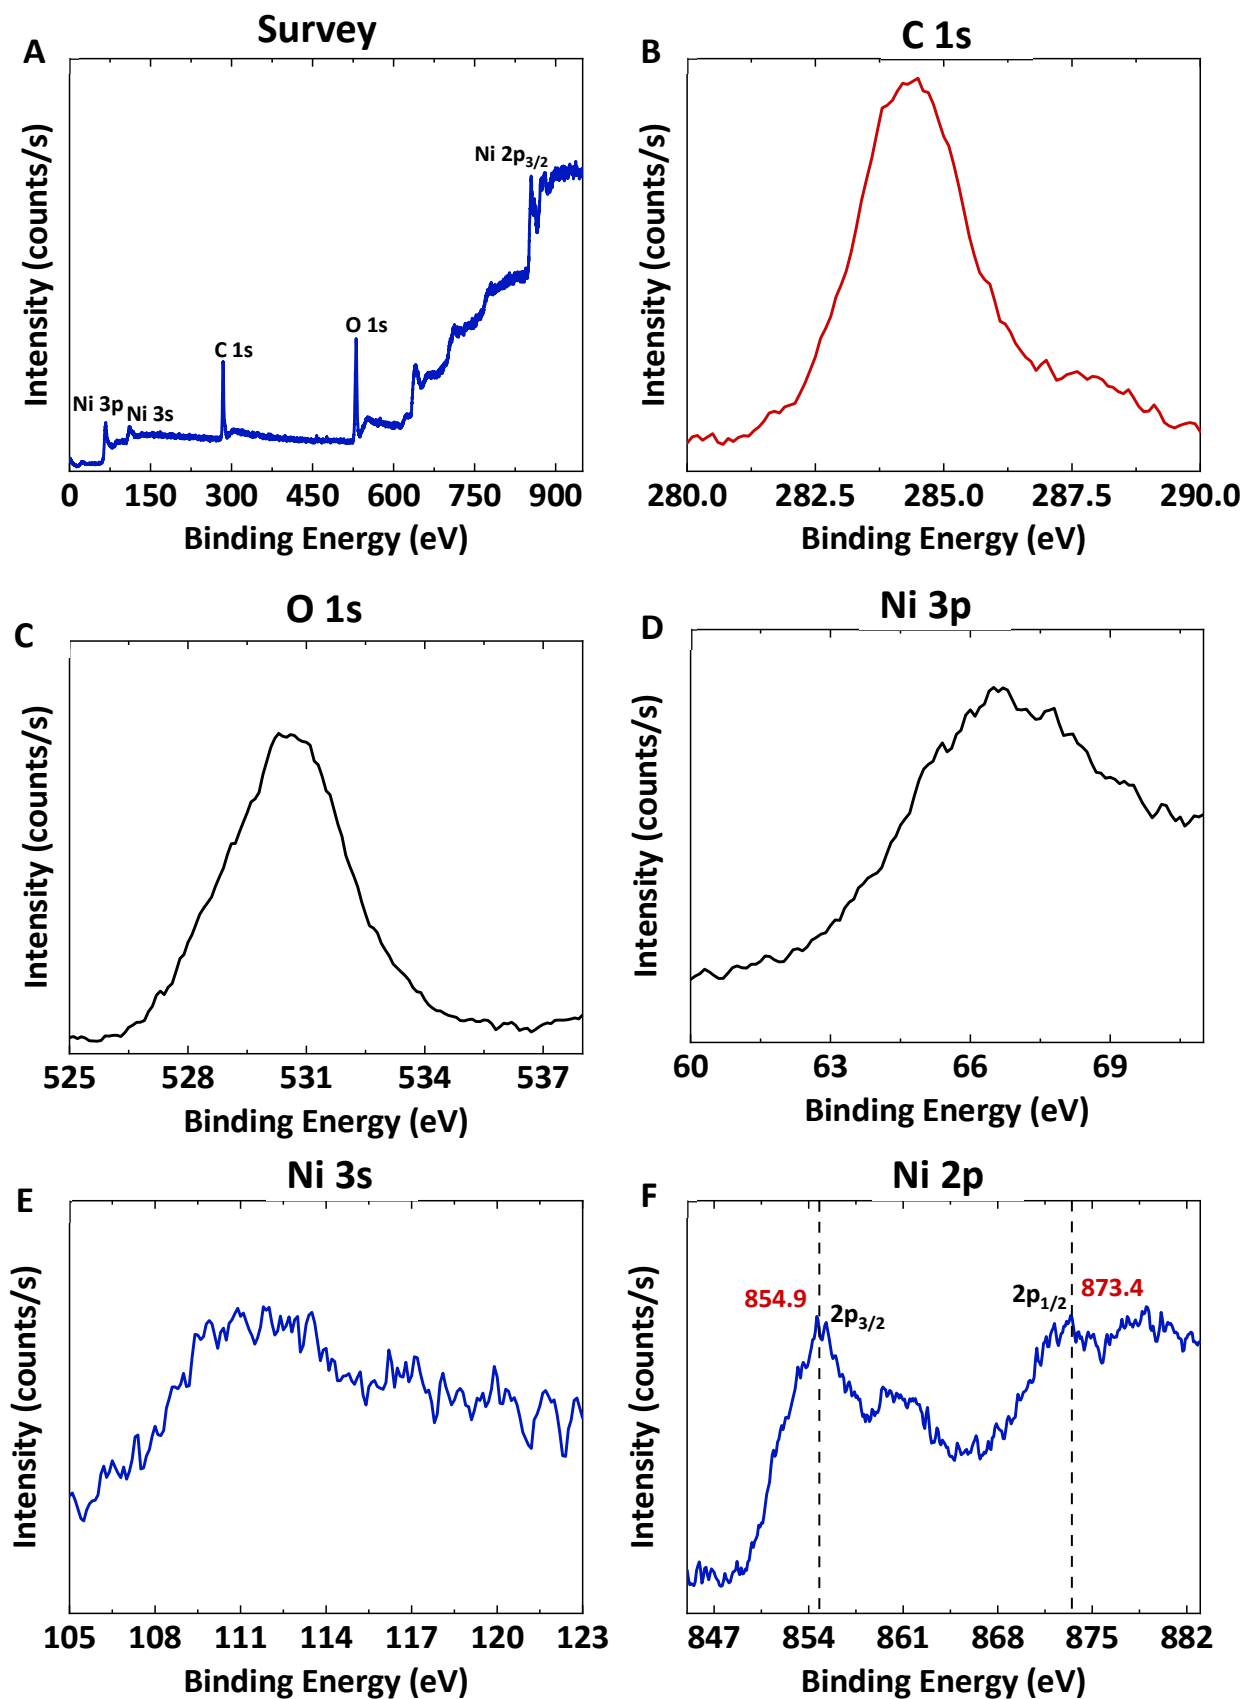 A
Survey
Intensity (counts/s)
Ni 3p
Ni 3s
C 1s
O 1s
Ni 2p3/2
0 150 300 450 600 750 900
Binding Energy (eV)
B
C 1s
Intensity (counts/s)
280.0 282.5 285.0 287.5 290.0
Binding Energy (eV)
C
O 1s
Intensity (counts/s)
525 528 531 534 537
Binding Energy (eV)
D
Ni 3p
Intensity (counts/s)
60 63 66 69
Binding Energy (eV)
E
Ni 3s
Intensity (counts/s)
105 108 111 114 117 120 123
Binding Energy (eV)
F
Ni 2p
Intensity (counts/s)
854.9
2p3/2
2p1/2
873.4
847 854 861 868 875 882
Binding Energy (eV)